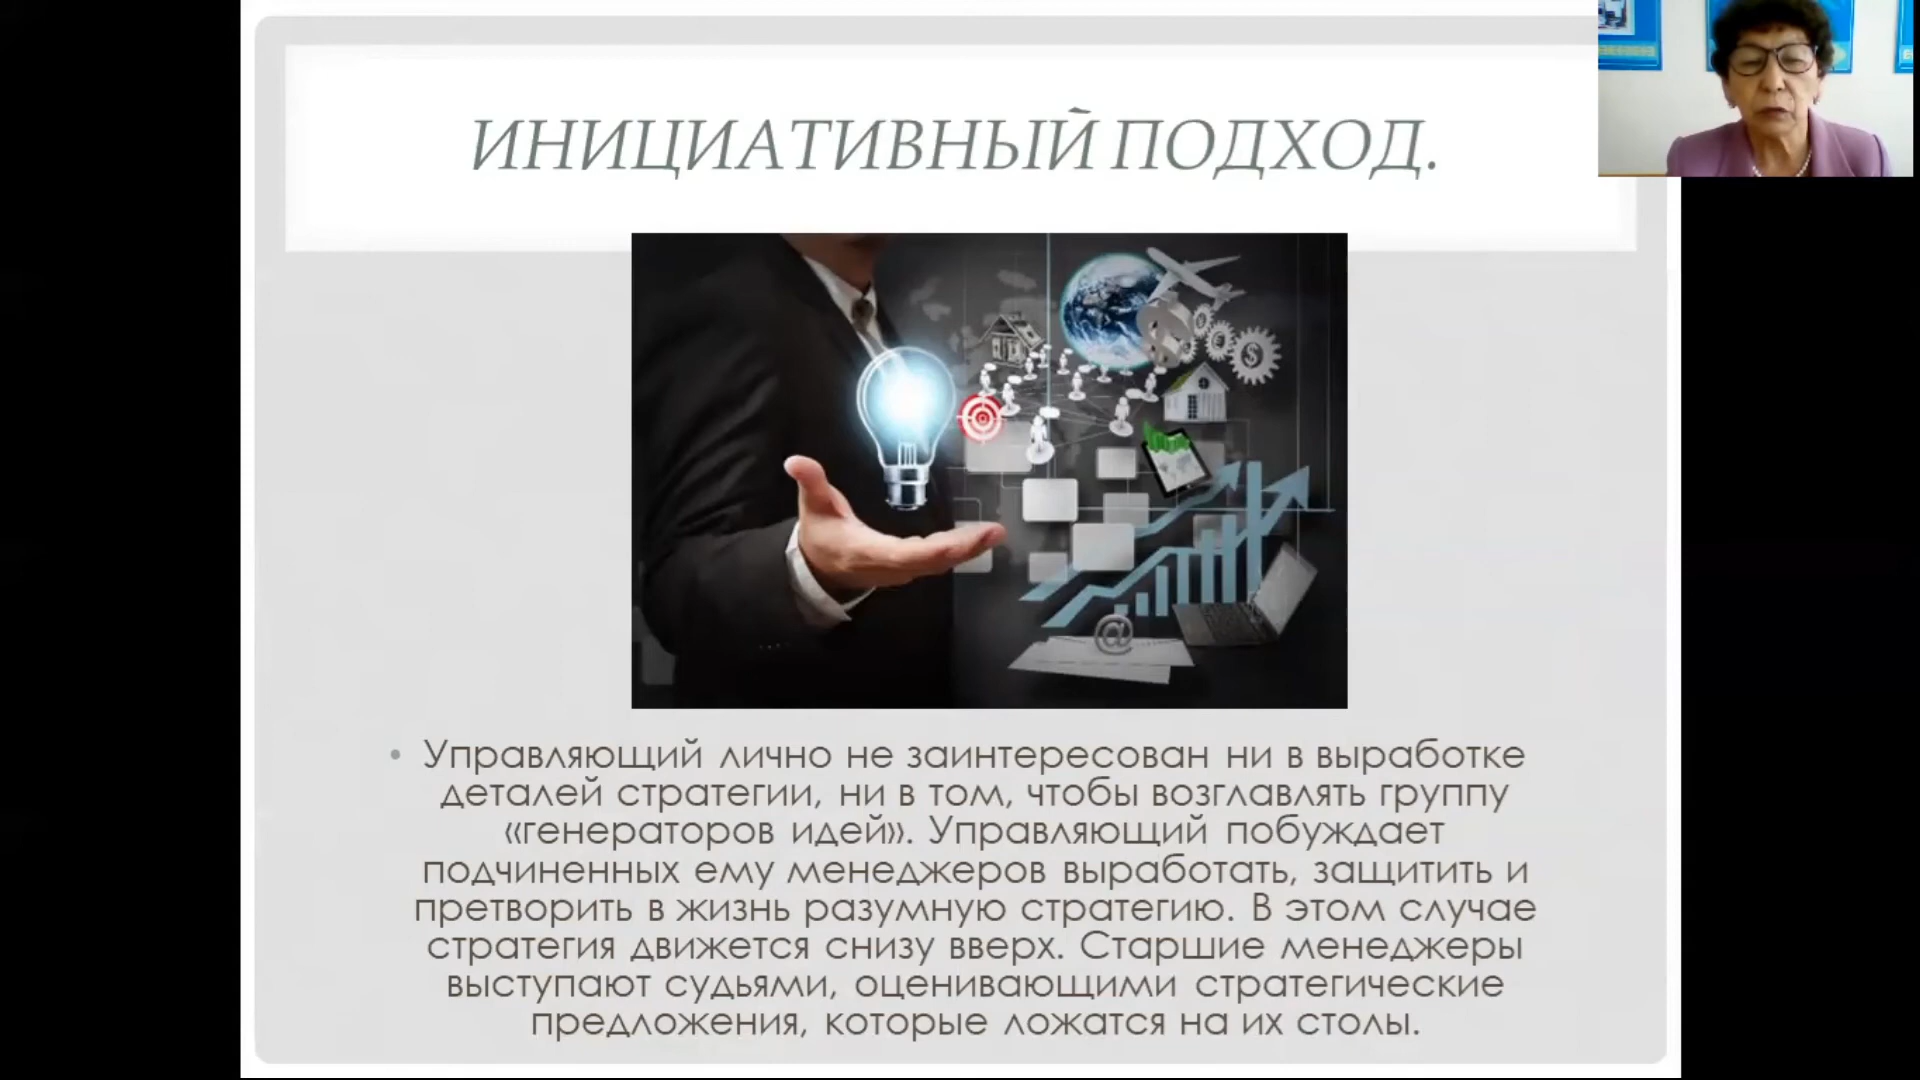 ИНИЦИАТИВНЫЙ ПОДХОД.
$
€
$
@
• Управляющий лично не заинтересован ни в выработке
деталей стратегии, ни в том, чтобы возглавлять группу
«генераторов идей». Управляющий побуждает
подчиненных ему менеджеров выработать, защитить и
претворить в жизнь разумную стратегию. В этом случае
стратегия движется снизу вверх. Старшие менеджеры
выступают судьями, оценивающими стратегические
предложения, которые ложатся на их столы.